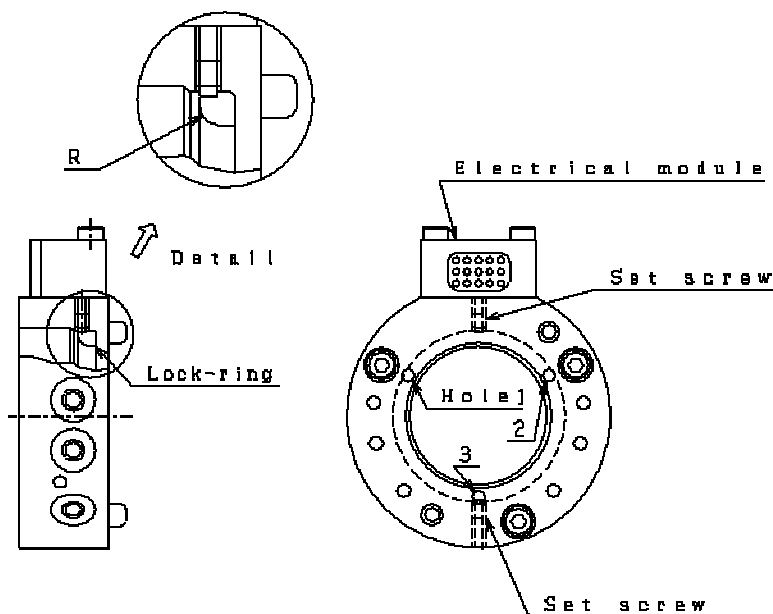 R
Electrical module
Detail
Set screw
Lock-ring
Hole1
2
3
Set screw